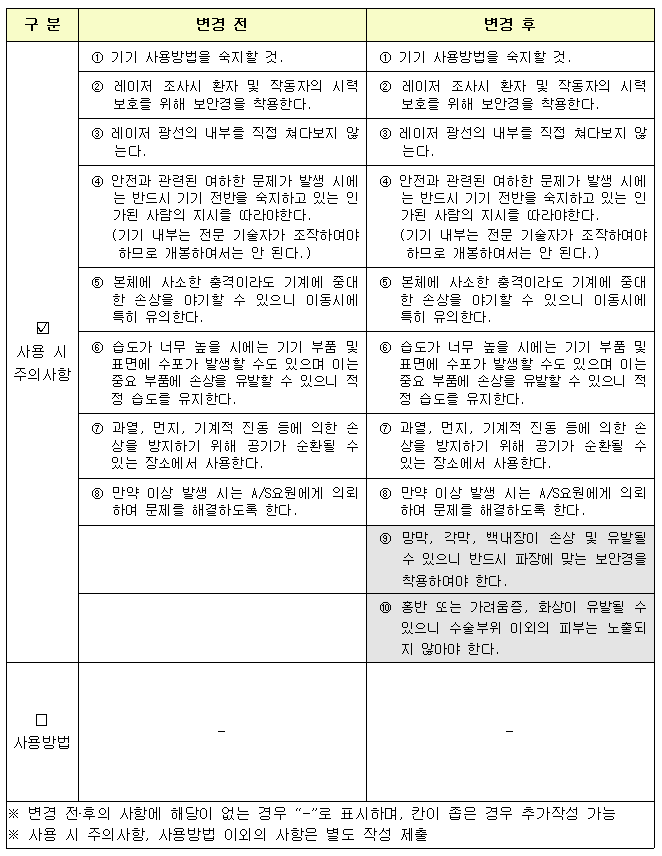 구 분 변경 전 변경 후
① 기기 사용방법을 숙지할 것. ① 기기 사용방법을 숙지할 것.
② 레이저 조사시 환자 및 작동자의 시력 ② 레이저 조사시 환자 및 작동자의 시력
보호를 위해 보안경을 착용한다. 보호를 위해 보안경을 착용한다.
③ 레이저 광선의 내부를 직접 쳐다보지 않 ③ 레이저 광선의 내부를 직접 쳐다보지 않
는다. 는다.
④ 안전과 관련된 여하한 문제가 발생 시에 ④ 안전과 관련된 여하한 문제가 발생 시에
는 반드시 기기 전반을 숙지하고 있는 인 는 반드시 기기 전반을 숙지하고 있는 인
가된 사람의 지시를 따라야한다. 가된 사람의 지시를 따라야한다.
(기기 내부는 전문 기술자가 조작하여야 (기기 내부는 전문 기술자가 조작하여야
하므로 개봉하여서는 안 된다.) 하므로 개봉하여서는 안 된다.)
⑤ 본체에 사소한 충격이라도 기계에 중대 ⑤ 본체에 사소한 충격이라도 기계에 중대
한 손상을 야기할 수 있으니 이동시에 한 손상을 야기할 수 있으니 이동시에
특히 유의한다. 특히 유의한다.
☑
사용 시
주의사항
⑥ 습도가 너무 높을 시에는 기기 부품 및 ⑥ 습도가 너무 높을 시에는 기기 부품 및
표면에 수포가 발생할 수도 있으며 이는 표면에 수포가 발생할 수도 있으며 이는
중요 부품에 손상을 유발할 수 있으니 적 중요 부품에 손상을 유발할 수 있으니 적
정 습도를 유지한다. 정 습도를 유지한다.
⑦ 과열, 먼지, 기계적 진동 등에 의한 손 ⑦ 과열, 먼지, 기계적 진동 등에 의한 손
상을 방지하기 위해 공기가 순환될 수 상을 방지하기 위해 공기가 순환될 수
있는 장소에서 사용한다. 있는 장소에서 사용한다.
⑧ 만약 이상 발생 시는 A/S요원에게 의뢰 ⑧ 만약 이상 발생 시는 A/S요원에게 의뢰
하여 문제를 해결하도록 한다. 하여 문제를 해결하도록 한다.
⑨ 망막, 각막, 백내장이 손상 및 유발될
수 있으니 반드시 파장에 맞는 보안경을
착용하여야 한다.
⑩ 홍반 또는 가려움증, 화상이 유발될 수
있으니 수술부위 이외의 피부는 노출되
지 않아야 한다.
□
사용방법 - -
※ 변경 전·후의 사항에 해당이 없는 경우 “-”로 표시하며, 칸이 좁은 경우 추가작성 가능
※ 사용 시 주의사항, 사용방법 이외의 사항은 별도 작성 제출